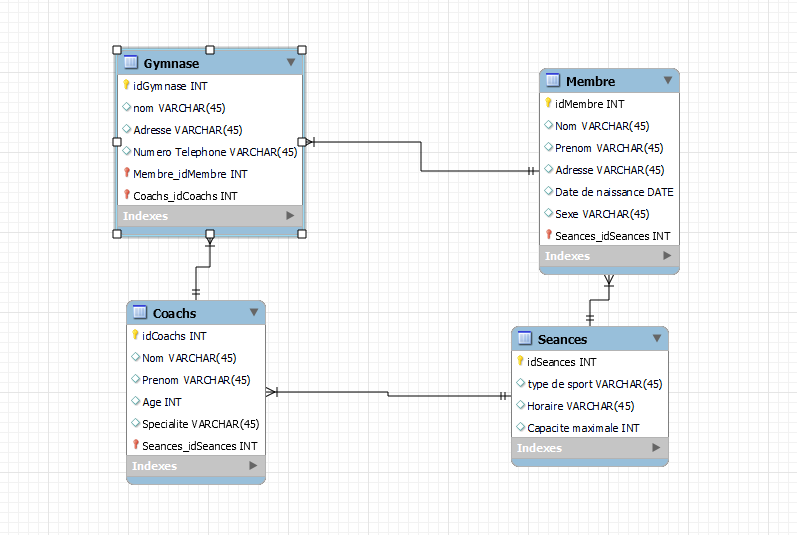 Gymnase
idGymnase INT
nom VARCHAR(45)
Adresse VARCHAR(45)
Numero Telephone VARCHAR(45)
Membre_idMembre INT
Coachs_idCoachs INT
Indexes
Membre
idMembre INT
Nom VARCHAR(45)
Prenom VARCHAR(45)
Adresse VARCHAR(45)
Date de naissance DATE
Sexe VARCHAR(45)
Seances_idSeances INT
Indexes
Coachs
idCoachs INT
Nom VARCHAR(45)
Prenom VARCHAR(45)
Age INT
Specialite VARCHAR(45)
Seances_idSeances INT
Indexes
Seances
idSeances INT
type de sport VARCHAR(45)
Horaire VARCHAR(45)
Capacite maximale INT
Indexes